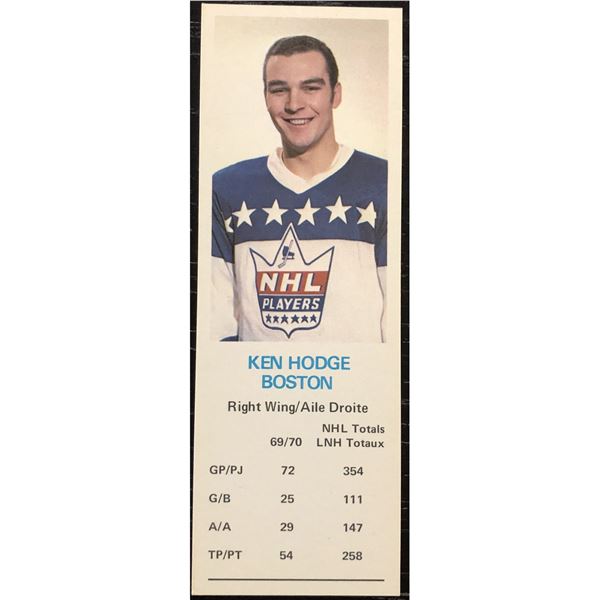 NHL
PLAYERS
KEN HODGE
BOSTON
Right Wing/Aile Droite
NHL Totals
69/70 LNH Totaux
GP/PJ 72 354
G/B 25 111
A/A 29 147
TP/PT 54 258